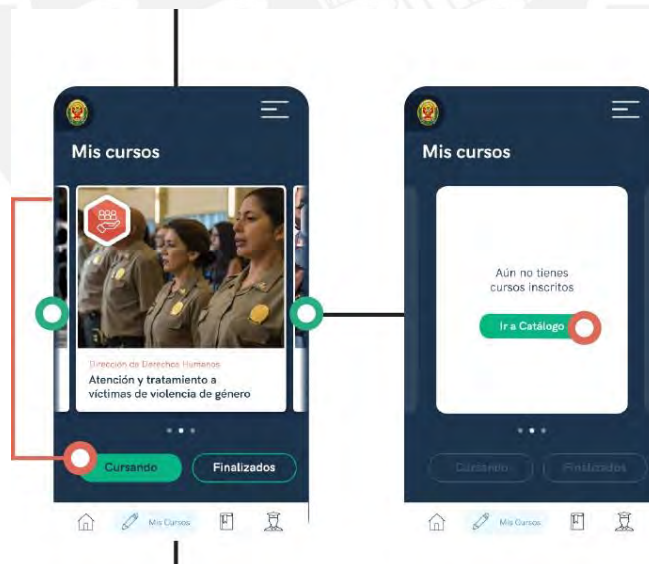 Mis cursos
Dirección de Derechos Humanos
Atención y tratamiento a
víctimas de violencia de género
Cursando
Finalizados
Mis Cursos
Mis cursos
Aún no tienes
cursos inscritos
Ir a Catálogo
Cursando
Finalizados
Mis Cursos